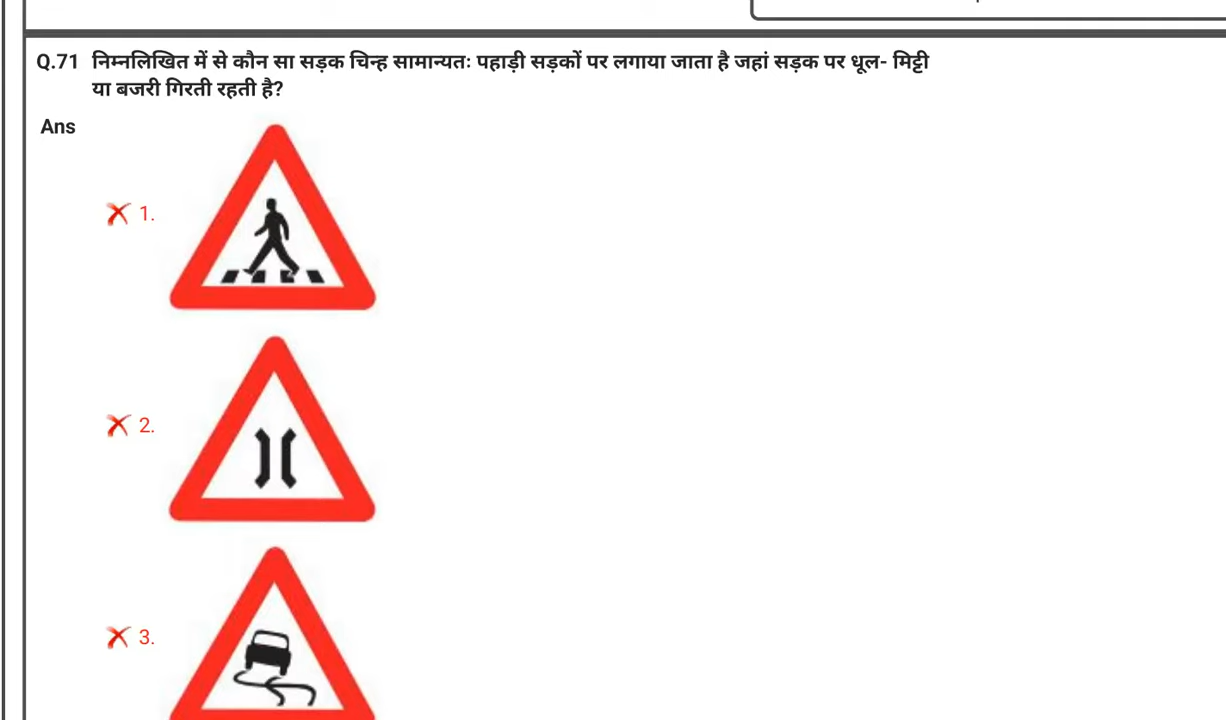 Q.71 निम्नलिखित में से कौन सा सड़क चिन्ह सामान्यतः पहाड़ी सड़कों पर लगाया जाता है जहां सड़क पर धूल- मिट्टी
या बजरी गिरती रहती है?
Ans
1.
2.
3.